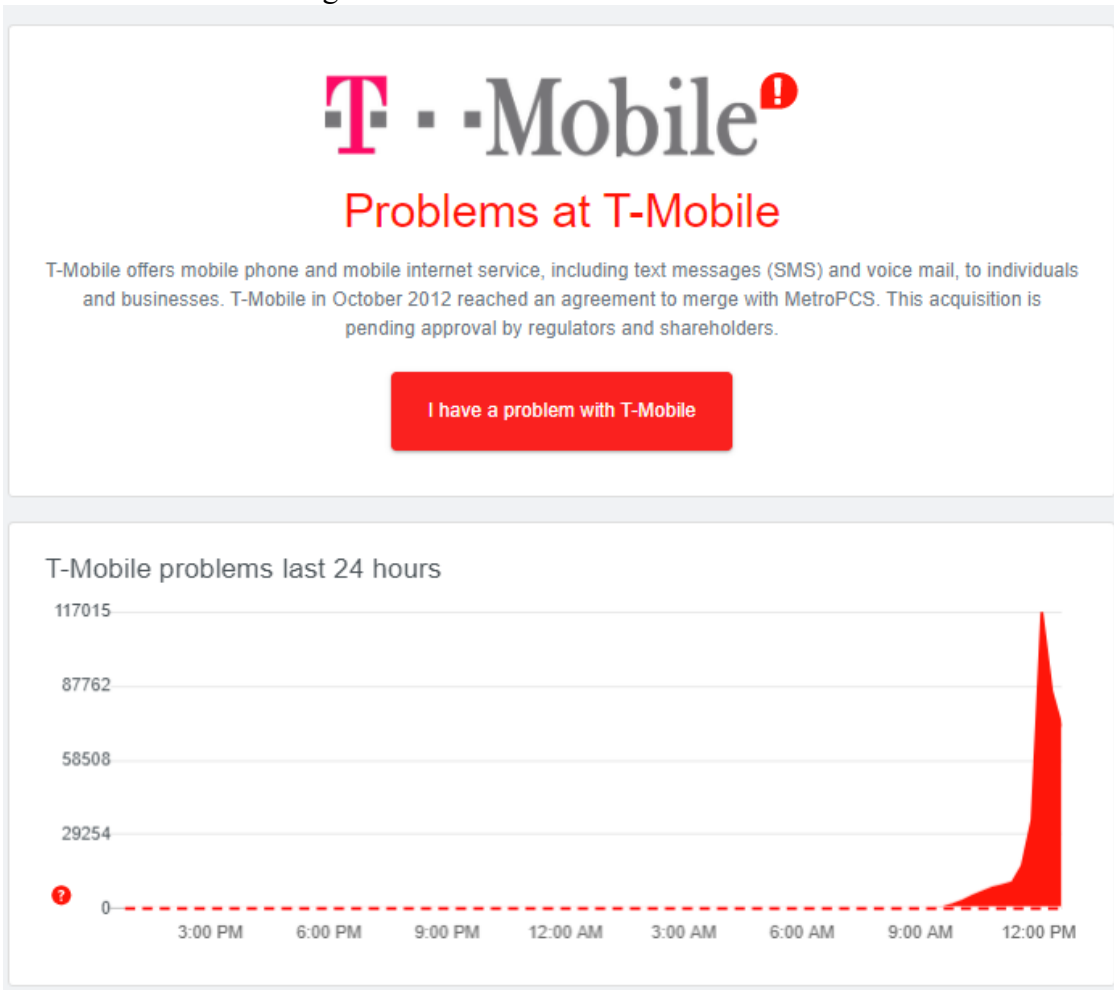 T··Mobile
Problems at T-Mobile
T-Mobile offers mobile phone and mobile internet service, including text messages (SMS) and voice mail, to individuals
and businesses. T-Mobile in October 2012 reached an agreement to merge with MetroPCS. This acquisition is
pending approval by regulators and shareholders.
I have a problem with T-Mobile
T-Mobile problems last 24 hours
117015
87762
58508
29254
0
3:00 PM 6:00 PM 9:00 PM 12:00 AM 3:00 AM 6:00 AM 9:00 AM 12:00 PM